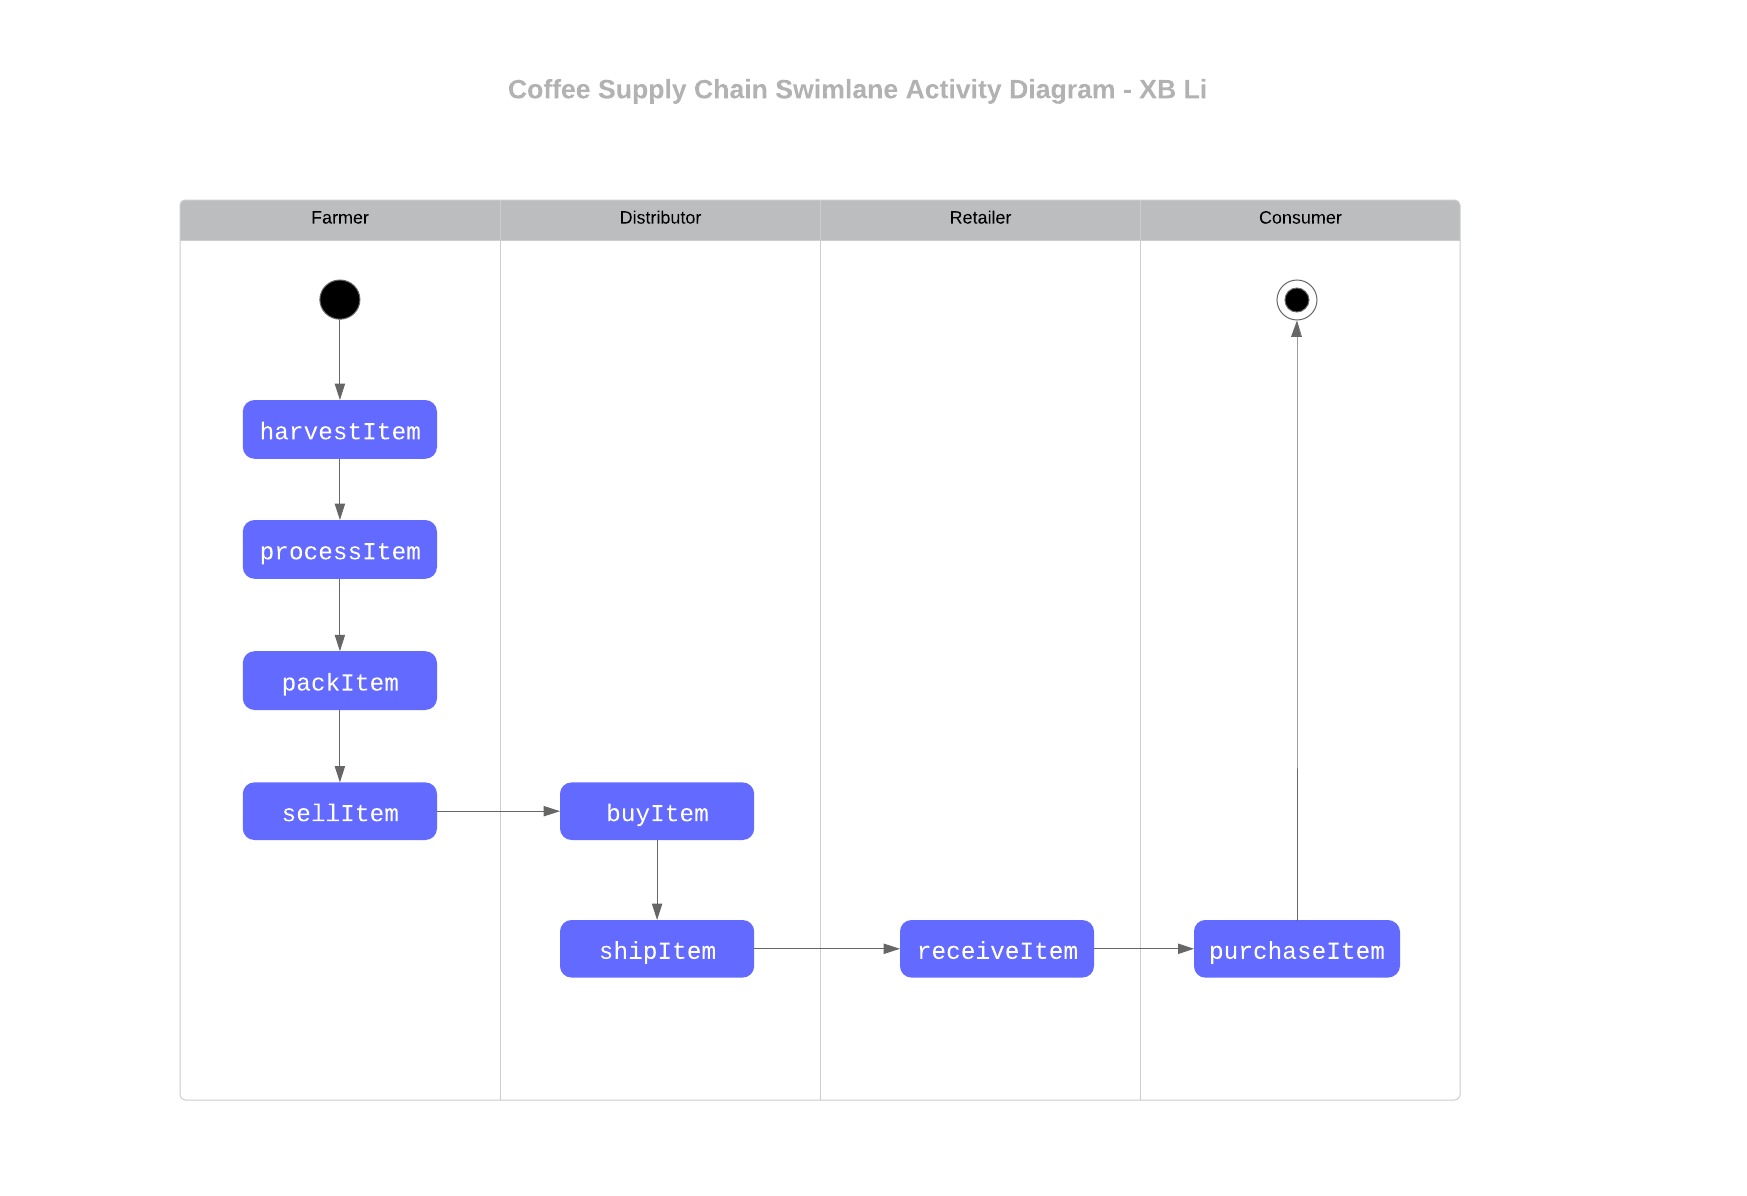 Coffee Supply Chain Swimlane Activity Diagram - XB Li
Farmer
Distributor
Retailer
Consumer
harvestItem
processItem
packItem
sellItem
buyItem
shipItem
receiveItem
purchaseItem